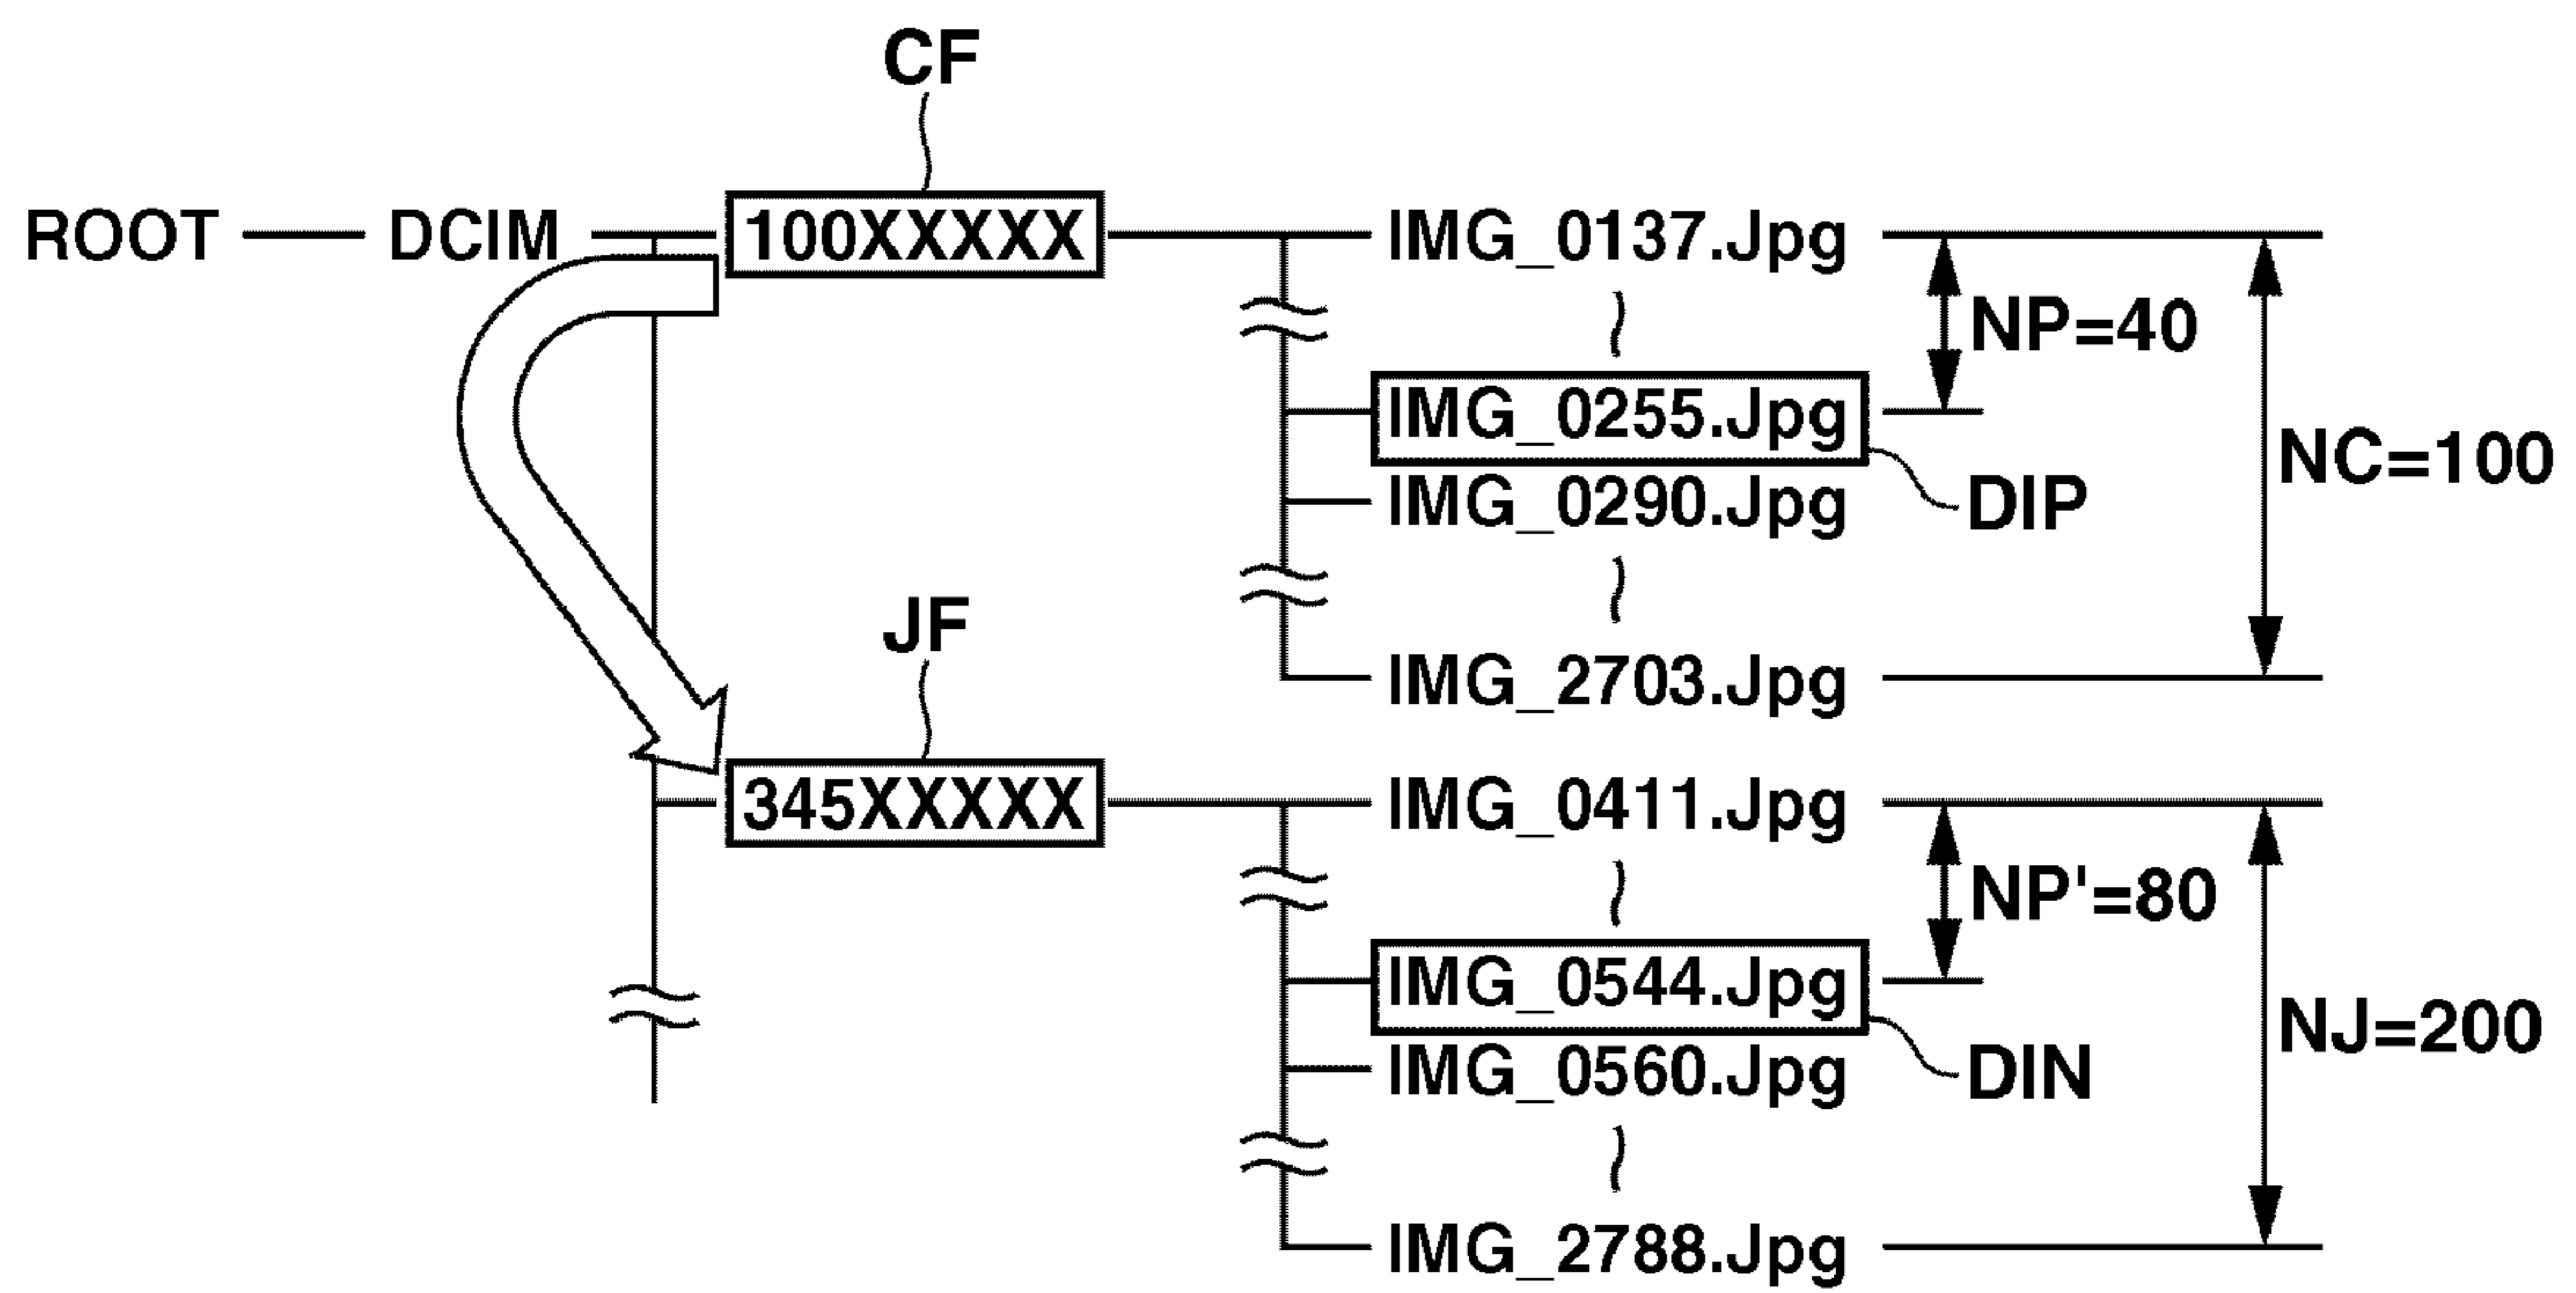 CF
ROOT DCIM 100XXXXX IMG_0137.Jpg
NP=40
IMG_0255.Jpg
NC=100
IMG_0290.Jpg DIP
JF
IMG_2703.Jpg
345XXXXX IMG_0411.Jpg
NP'=80
IMG_0544.Jpg
NJ=200
IMG_0560.Jpg DIN
IMG_2788.Jpg